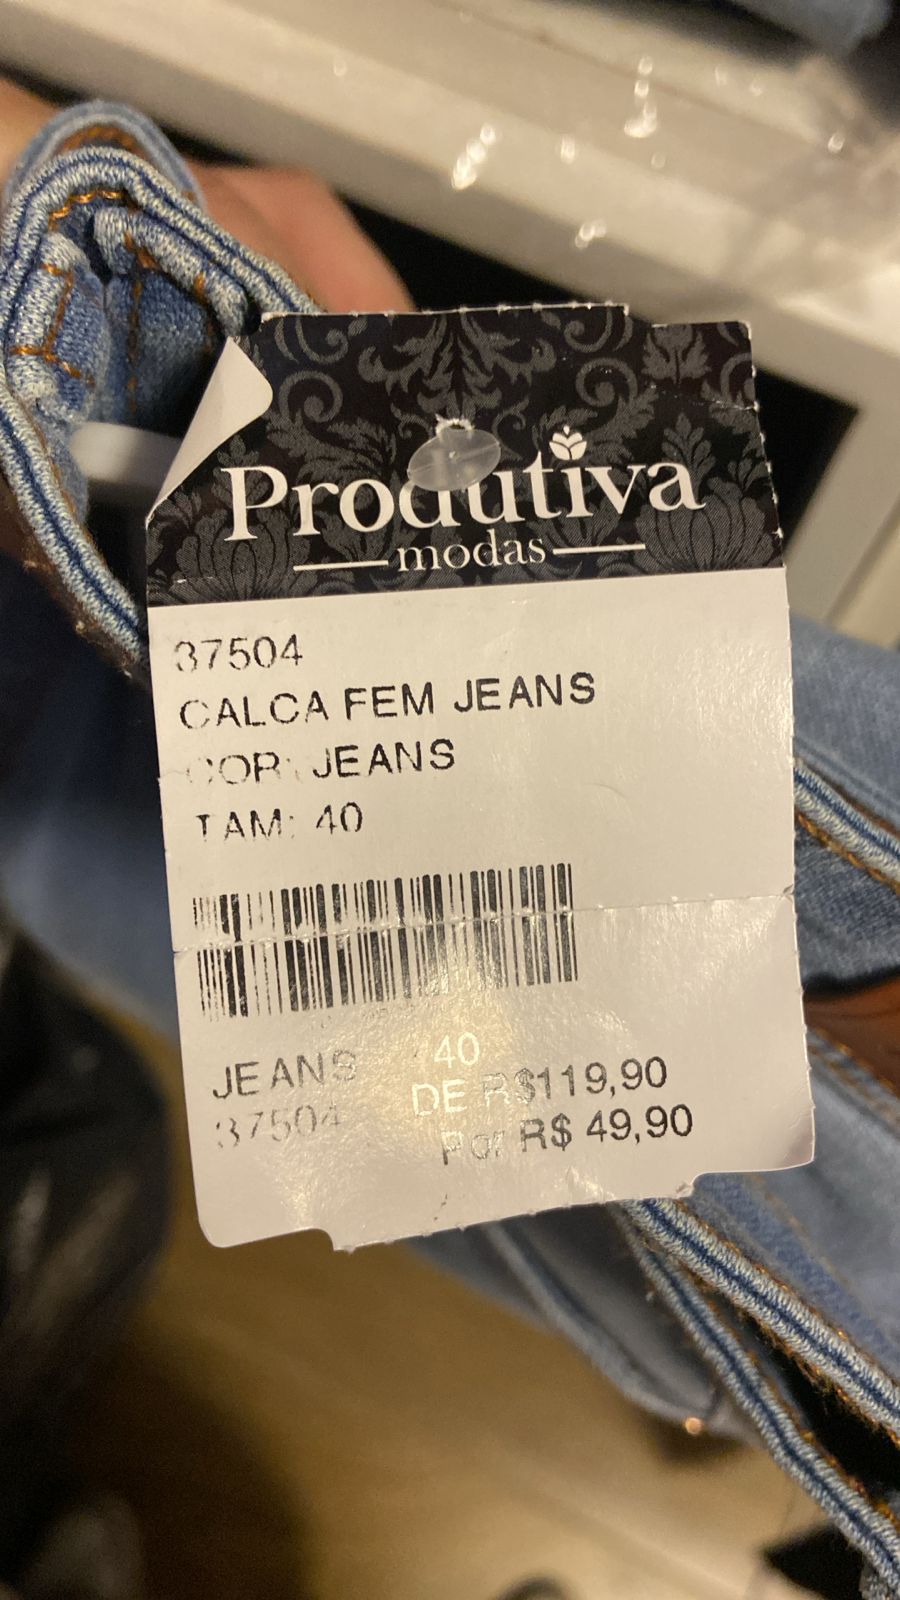 Produtiva
modas
37504
CALCA FEM JEANS
COR: JEANS
TAM: 40
JEANS 40
DE R$119,90
37504
Por R$ 49,90